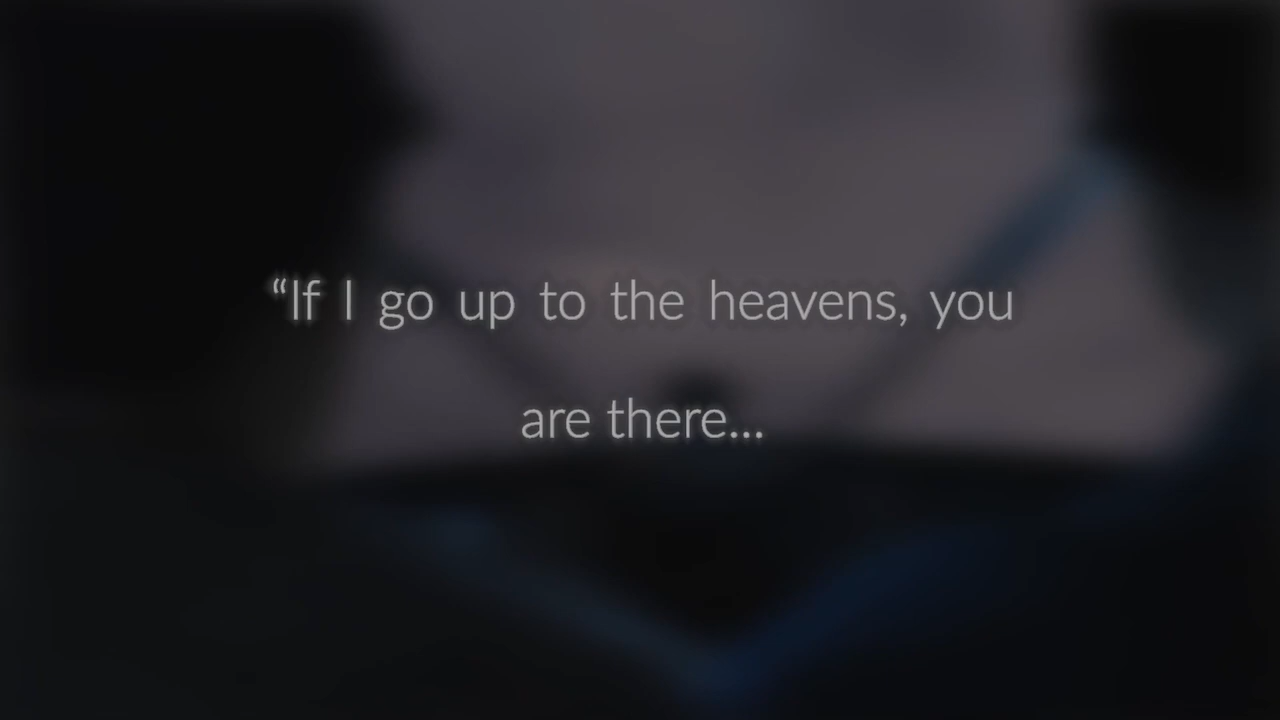 “If I go up to the heavens, you
are there...